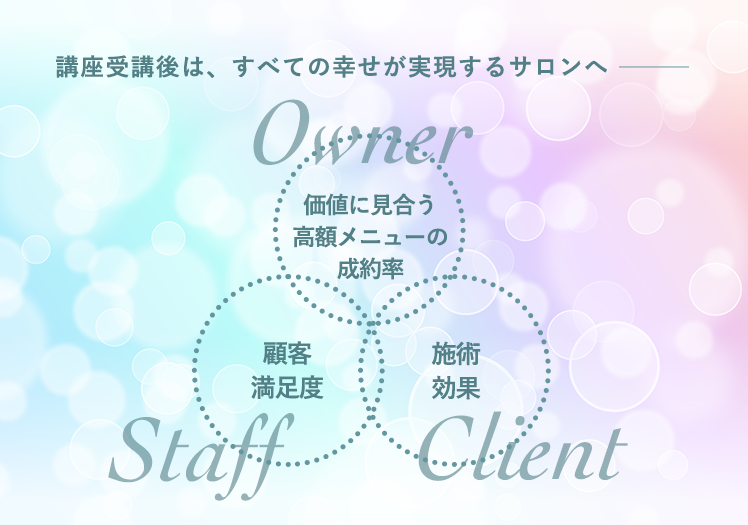 講座受講後は、すべての幸せが実現するサロンへ
Owner
価値に見合う
高額メニューの
成約率
顧客
満足度
施術
効果
Staff
Client